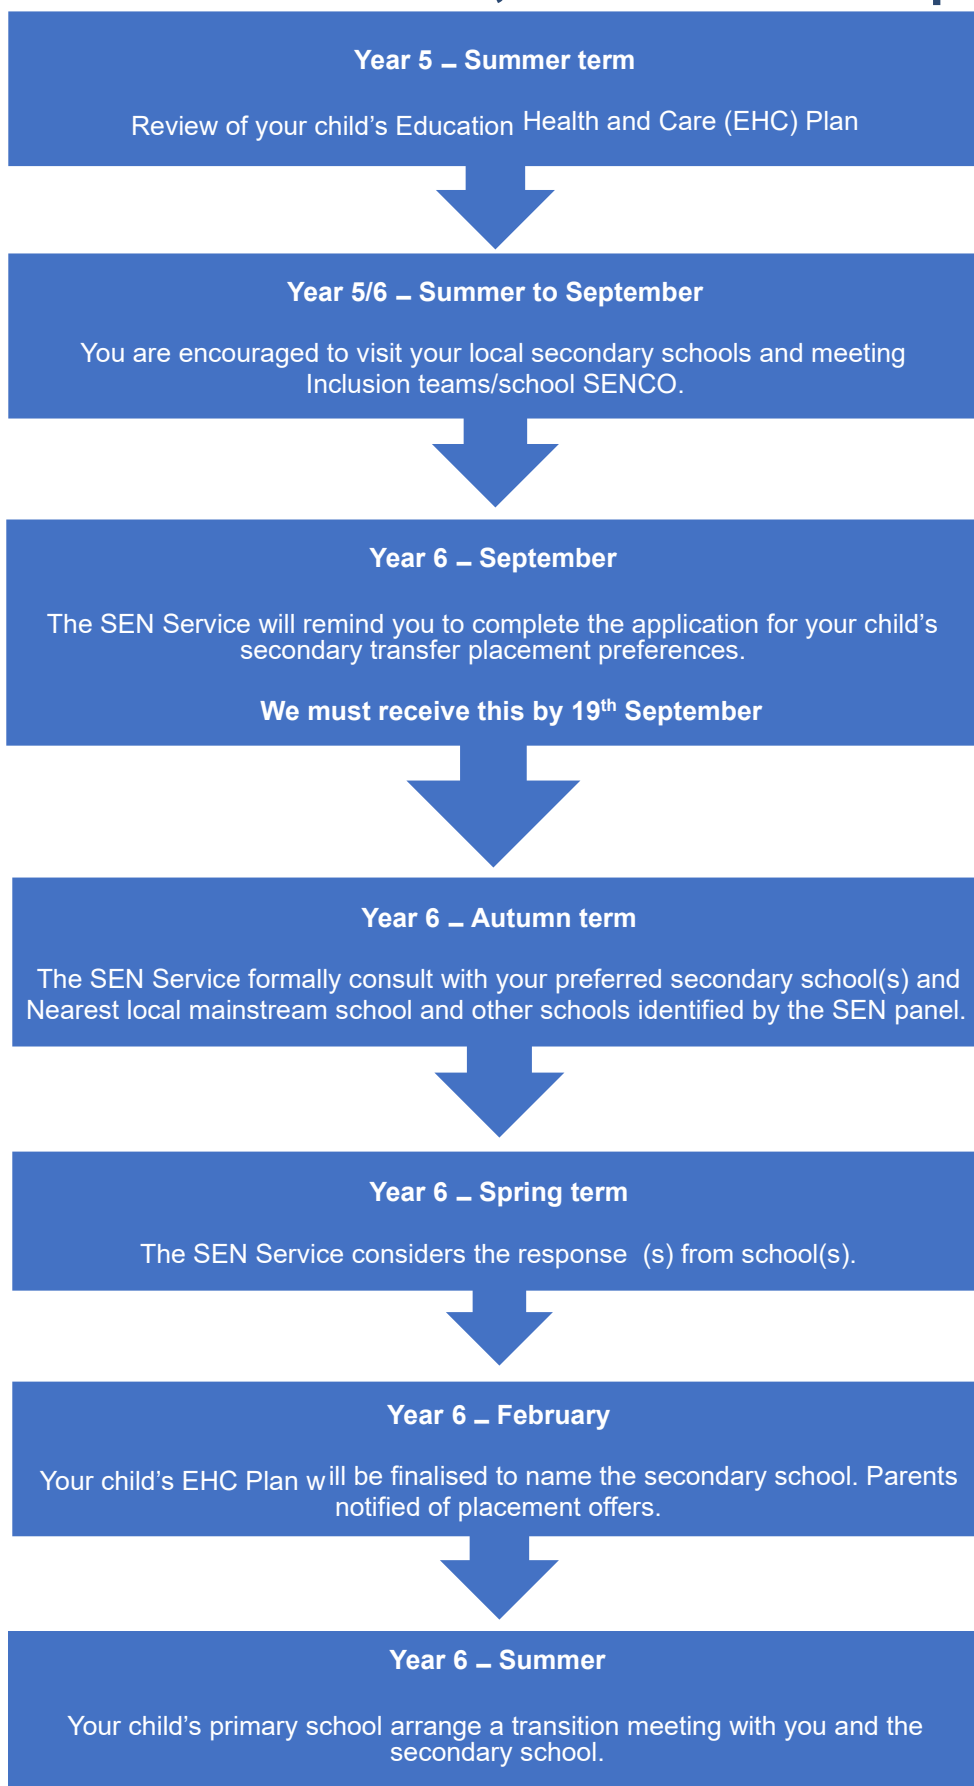 Year 5 – Summer term
Review of your child's Education Health and Care (EHC) Plan
Year 5/6 – Summer to September
You are encouraged to visit your local secondary schools and meeting
Inclusion teams/school SENCO.
Year 6 – September
The SEN Service will remind you to complete the application for your child's
secondary transfer placement preferences.
We must receive this by 19th September
Year 6 – Autumn term
The SEN Service formally consult with your preferred secondary school(s) and
Nearest local mainstream school and other schools identified by the SEN panel.
Year 6 – Spring term
The SEN Service considers the response (s) from school(s).
Year 6 – February
Your child's EHC Plan will be finalised to name the secondary school. Parents
notified of placement offers.
Year 6 – Summer
Your child's primary school arrange a transition meeting with you and the
secondary school.